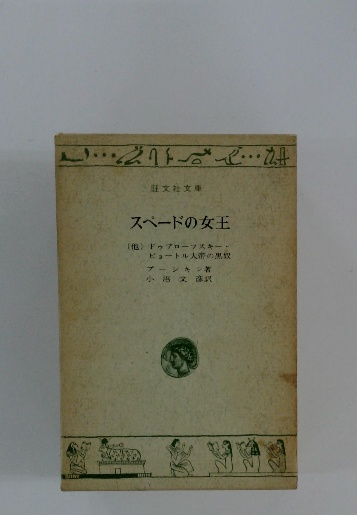 旺文社文庫
スペードの女王
〔他〕ドゥブローフスキー・
ピョートル大帝の黒奴
プーシキン著
小沼文彦訳